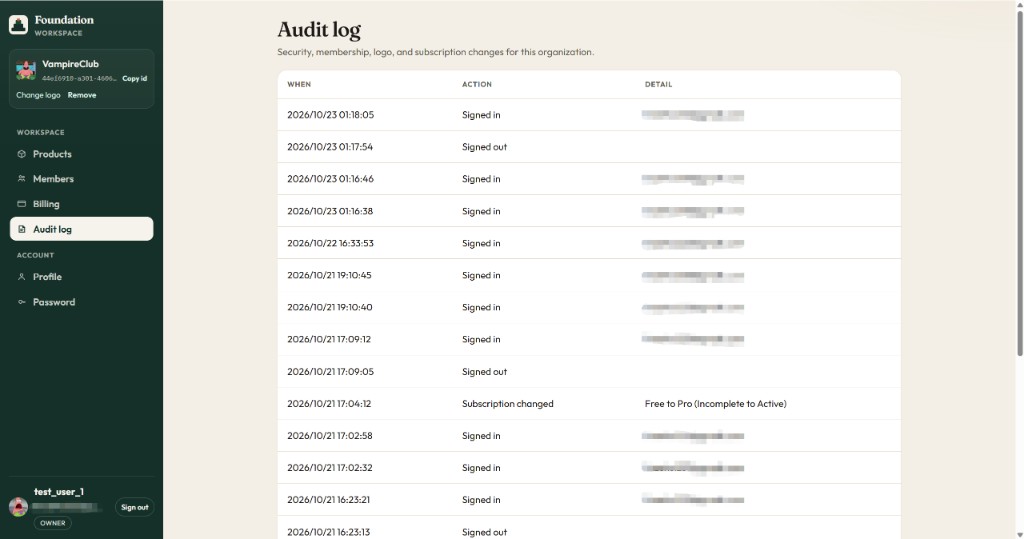 Foundation
WORKSPACE
VampireClub
Copy id
Change logo Remove
WORKSPACE
Products
Members
Billing
Audit log
ACCOUNT
Profile
Password
test_user_1
Sign out
OWNER
Audit log
Security, membership, logo, and subscription changes for this organization.
WHEN ACTION DETAIL
2026/10/23 01:18:05 Signed in
2026/10/23 01:17:54 Signed out
2026/10/23 01:16:46 Signed in
2026/10/23 01:16:38 Signed in
2026/10/22 16:33:53 Signed in
2026/10/21 19:10:45 Signed in
2026/10/21 19:10:40 Signed in
2026/10/21 17:09:12 Signed in
2026/10/21 17:09:05 Signed out
2026/10/21 17:04:12 Subscription changed Free to Pro (Incomplete to Active)
2026/10/21 17:02:58 Signed in
2026/10/21 17:02:32 Signed in
2026/10/21 16:23:21 Signed in
2026/10/21 16:23:13 Signed out